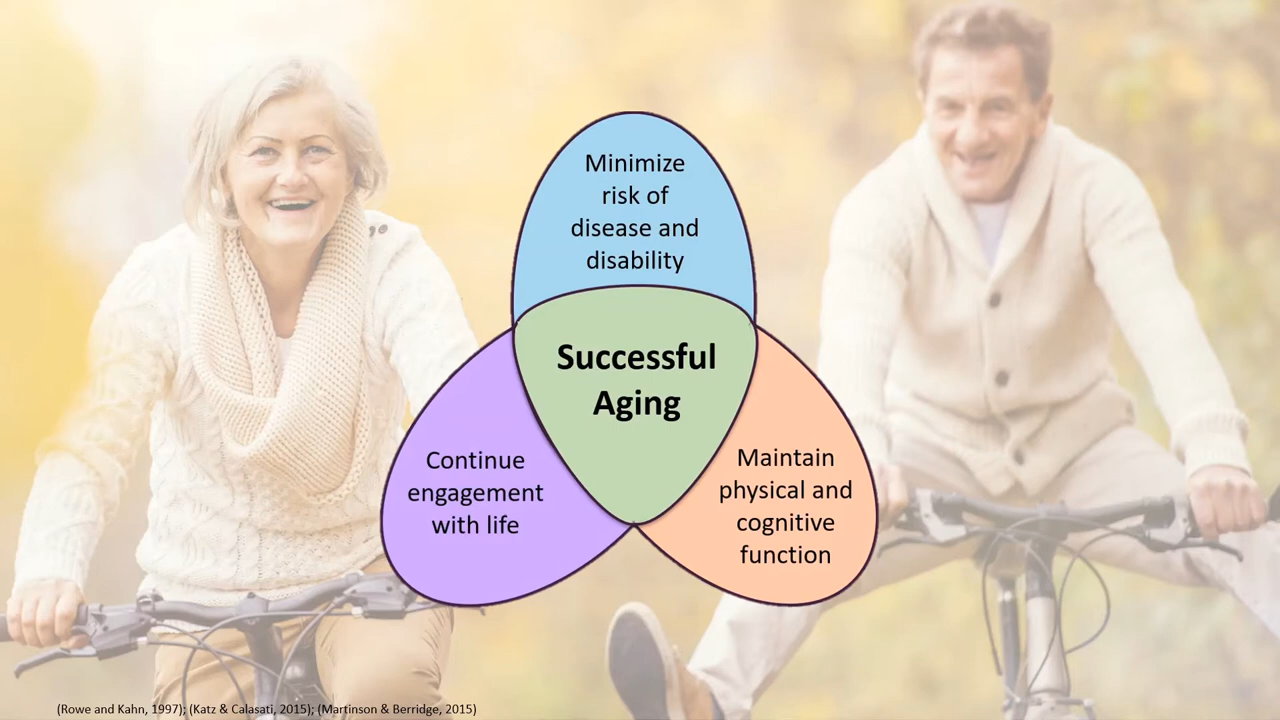 Minimize
risk of
disease and
disability
Successful
Aging
Continue
engagement
with life
Maintain
physical and
cognitive
function
(Rowe and Kahn, 1997); (Katz & Calasati, 2015); (Martinson & Berridge, 2015)